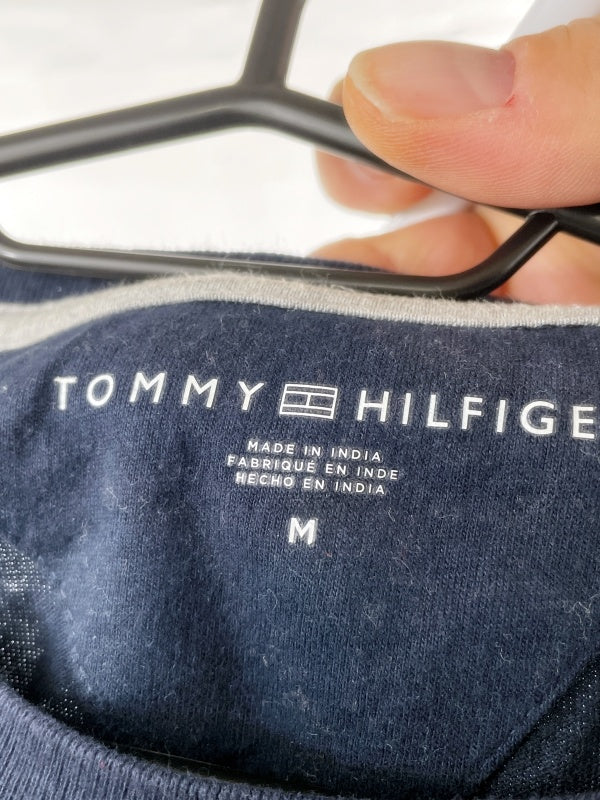 TOMMY HILFIGE
MADE IN INDIA
FABRIQUÉ EN INDE
HECHO EN INDIA
M